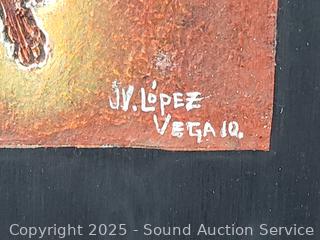 JV. LÓPEZ
VEGA 10.
Copyright © 2025 - Sound Auction Service